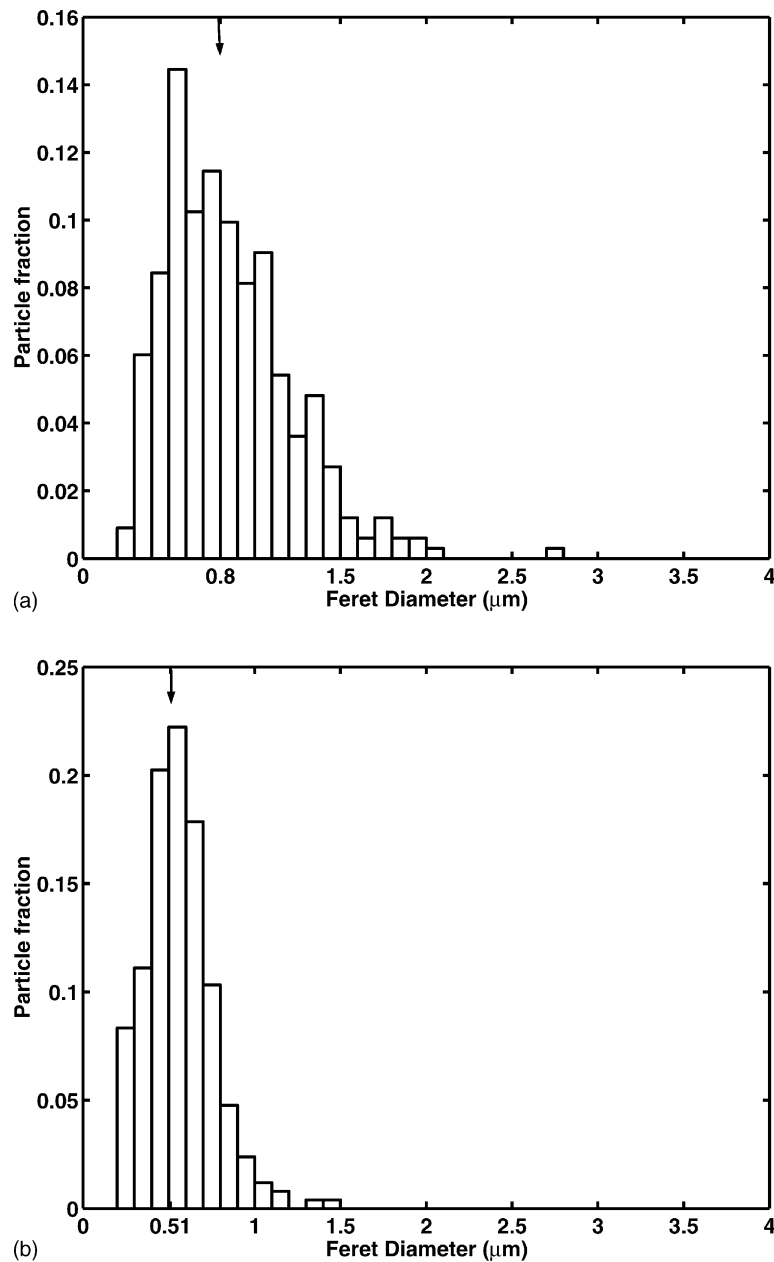 0.16
0.14
0.12
0.1
0.08
0.06
0.04
0.02
0
Particle fraction
0 0.8 1.5 2 2.5 3 3.5 4
(a) Feret Diameter (μm)
0.25
0.2
0.15
0.1
0.05
0
Particle fraction
0 0.51 1 1.5 2 2.5 3 3.5 4
(b) Feret Diameter (μm)